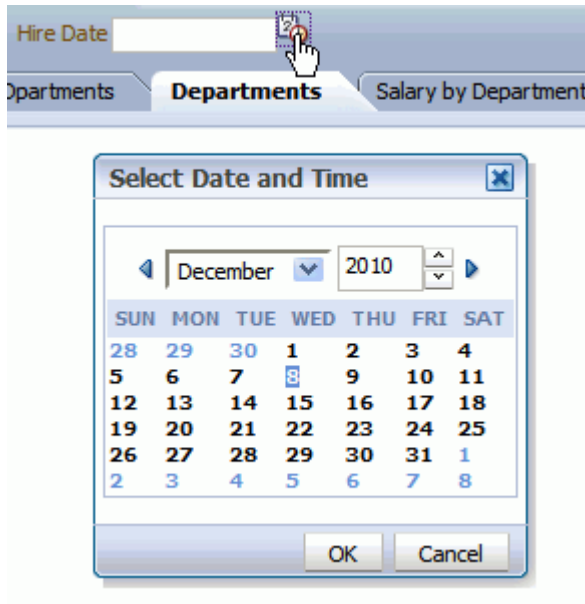 Hire Date
Dpartments Departments Salary by Department
Select Date and Time
December 2010
SUN MON TUE WED THU FRI SAT
28 29 30 1 2 3 4
5 6 7 8 9 10 11
12 13 14 15 16 17 18
19 20 21 22 23 24 25
26 27 28 29 30 31 1
2 3 4 5 6 7 8
OK Cancel